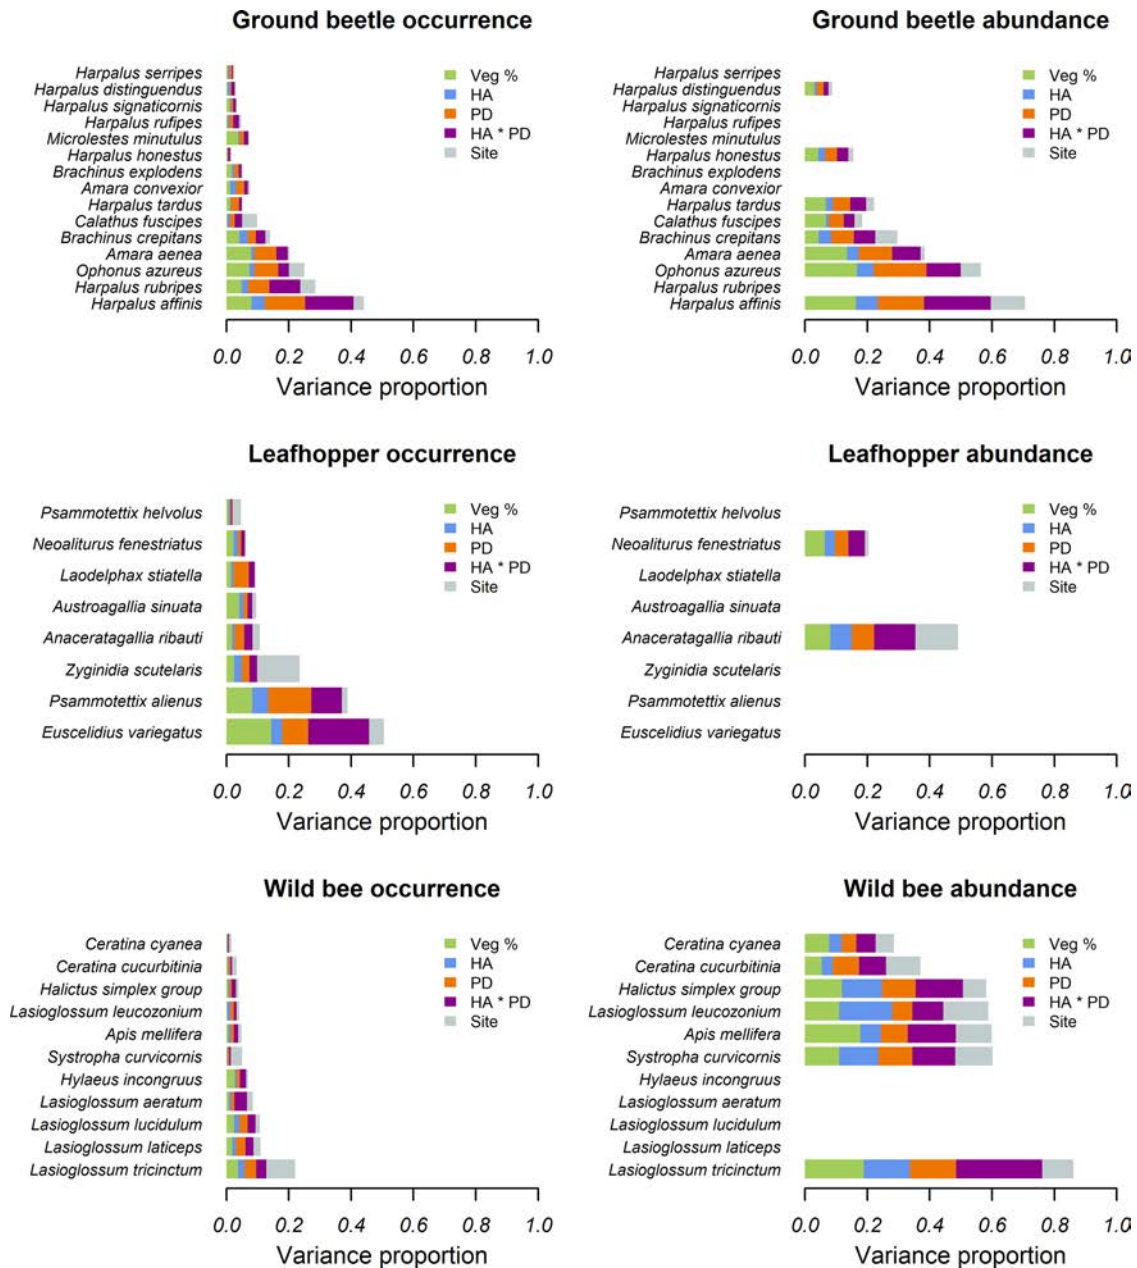 Ground beetle occurrence
Harpalus serripes
Harpalus distinguendus
Harpalus signaticornis
Harpalus rufipes
Microlestes minutulus
Harpalus honestus
Brachinus explodens
Amara convexior
Harpalus tardus
Calathus fuscipes
Brachinus crepitans
Amara aenea
Ophonus azureus
Harpalus rubripes
Harpalus affinis
Veg %
HA
PD
HA * PD
Site
0.0 0.2 0.4 0.6 0.8 1.0
Variance proportion
Ground beetle abundance
Harpalus serripes
Harpalus distinguendus
Harpalus signaticornis
Harpalus rufipes
Microlestes minutulus
Harpalus honestus
Brachinus explodens
Amara convexior
Harpalus tardus
Calathus fuscipes
Brachinus crepitans
Amara aenea
Ophonus azureus
Harpalus rubripes
Harpalus affinis
Veg %
HA
PD
HA * PD
Site
0.0 0.2 0.4 0.6 0.8 1.0
Variance proportion
Leafhopper occurrence
Psammotettix helvolus
Neoaliturus fenestriatus
Laodelphax stiatella
Austroagallia sinuata
Anaceratagallia ribauti
Zyginidia scutelaris
Psammotettix alienus
Euscelidius variegatus
Veg %
HA
PD
HA * PD
Site
0.0 0.2 0.4 0.6 0.8 1.0
Variance proportion
Leafhopper abundance
Psammotettix helvolus
Neoaliturus fenestriatus
Laodelphax stiatella
Austroagallia sinuata
Anaceratagallia ribauti
Zyginidia scutelaris
Psammotettix alienus
Euscelidius variegatus
Veg %
HA
PD
HA * PD
Site
0.0 0.2 0.4 0.6 0.8 1.0
Variance proportion
Wild bee occurrence
Ceratina cyanea
Ceratina cucurbitinia
Halictus simplex group
Lasioglossum leucozonium
Apis mellifera
Systropha curvicornis
Hylaeus incongruus
Lasioglossum aeratum
Lasioglossum lucidulum
Lasioglossum laticeps
Lasioglossum tricinctum
Veg %
HA
PD
HA * PD
Site
0.0 0.2 0.4 0.6 0.8 1.0
Variance proportion
Wild bee abundance
Ceratina cyanea
Ceratina cucurbitinia
Halictus simplex group
Lasioglossum leucozonium
Apis mellifera
Systropha curvicornis
Hylaeus incongruus
Lasioglossum aeratum
Lasioglossum lucidulum
Lasioglossum laticeps
Lasioglossum tricinctum
Veg %
HA
PD
HA * PD
Site
0.0 0.2 0.4 0.6 0.8 1.0
Variance proportion